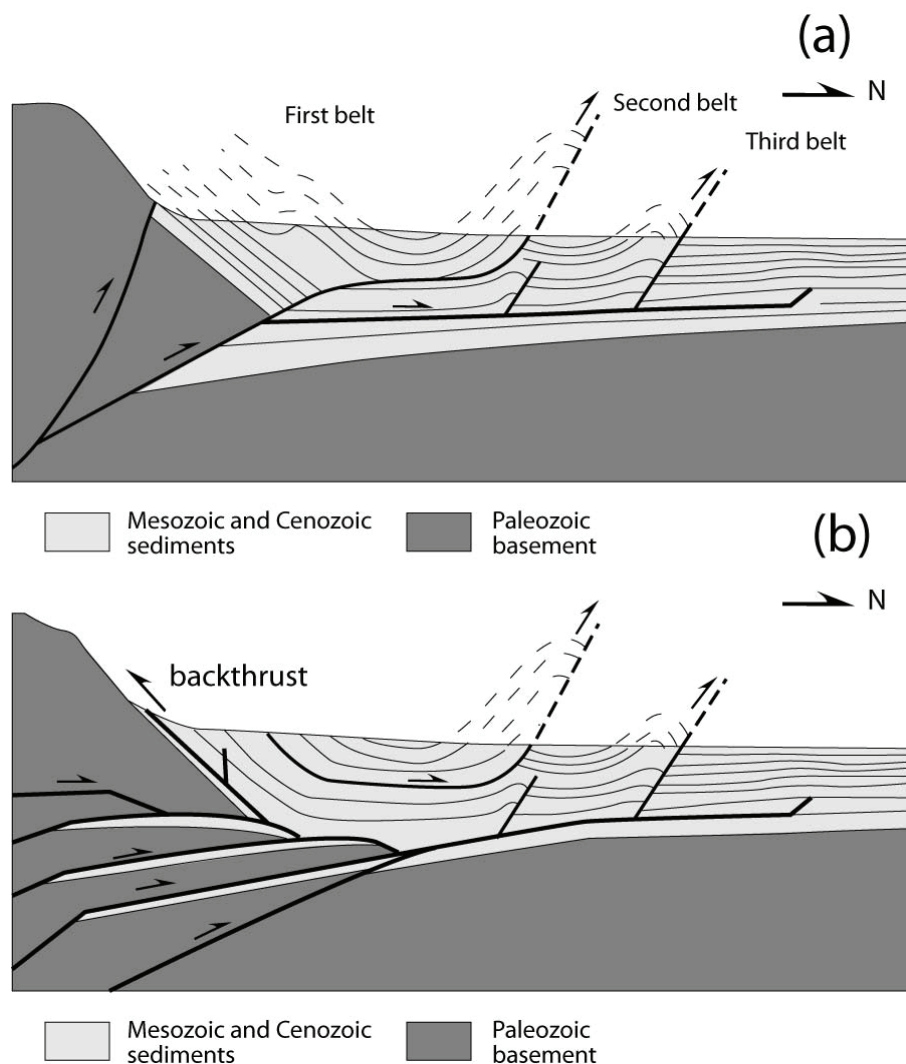 (a)
N
First belt
Second belt
Third belt
Mesozoic and Cenozoic
sediments
Paleozoic
basement
(b)
N
backthrust
Mesozoic and Cenozoic
sediments
Paleozoic
basement